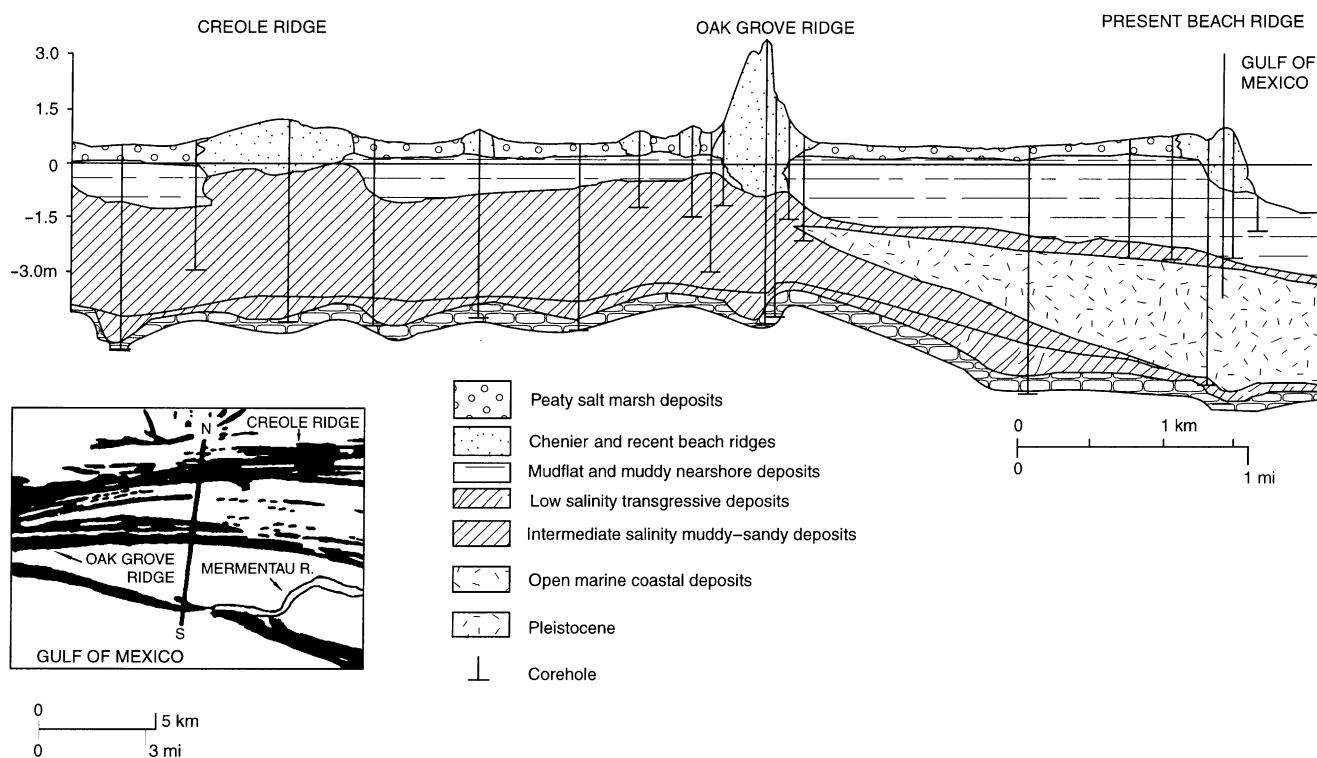 CREOLE RIDGE
OAK GROVE RIDGE
PRESENT BEACH RIDGE
GULF OF
MEXICO
3.0
1.5
0
−1.5
−3.0m
Peaty salt marsh deposits
Chenier and recent beach ridges
Mudflat and muddy nearshore deposits
Low salinity transgressive deposits
Intermediate salinity muddy–sandy deposits
Open marine coastal deposits
Pleistocene
Corehole
0 1 km
0 1 mi
N
CREOLE RIDGE
OAK GROVE
RIDGE
MERMENTAU R.
S
GULF OF MEXICO
0 5 km
0 3 mi